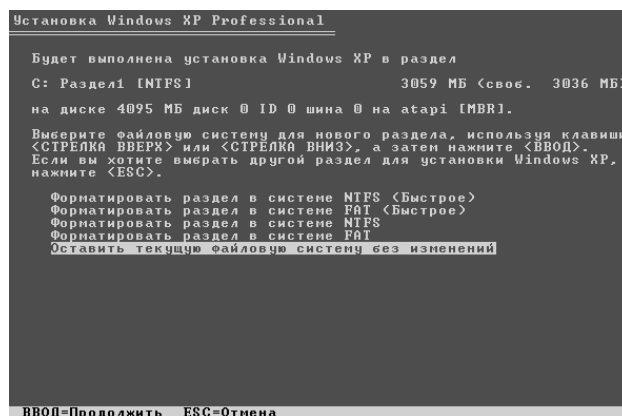 Установка Windows XP Professional
Будет выполнена установка Windows XP в раздел
C: Раздел1 [NTFS] 3059 МБ (своб. 3036 МБ)
на диске 4095 МБ диск 0 ID 0 шина 0 на atapi [MBR].
Выберите файловую систему для нового раздела, используя клавиши
<СТРЕЛКА ВВЕРХ> или <СТРЕЛКА ВНИЗ>, а затем нажмите <ВВОД>.
Если вы хотите выбрать другой раздел для установки Windows XP,
нажмите <ESC>.
Форматировать раздел в системе NTFS (Быстрое)
Форматировать раздел в системе FAT (Быстрое)
Форматировать раздел в системе NTFS
Форматировать раздел в системе FAT
Оставить текущую файловую систему без изменений
ВВОД=Продолжить ESC=Отмена